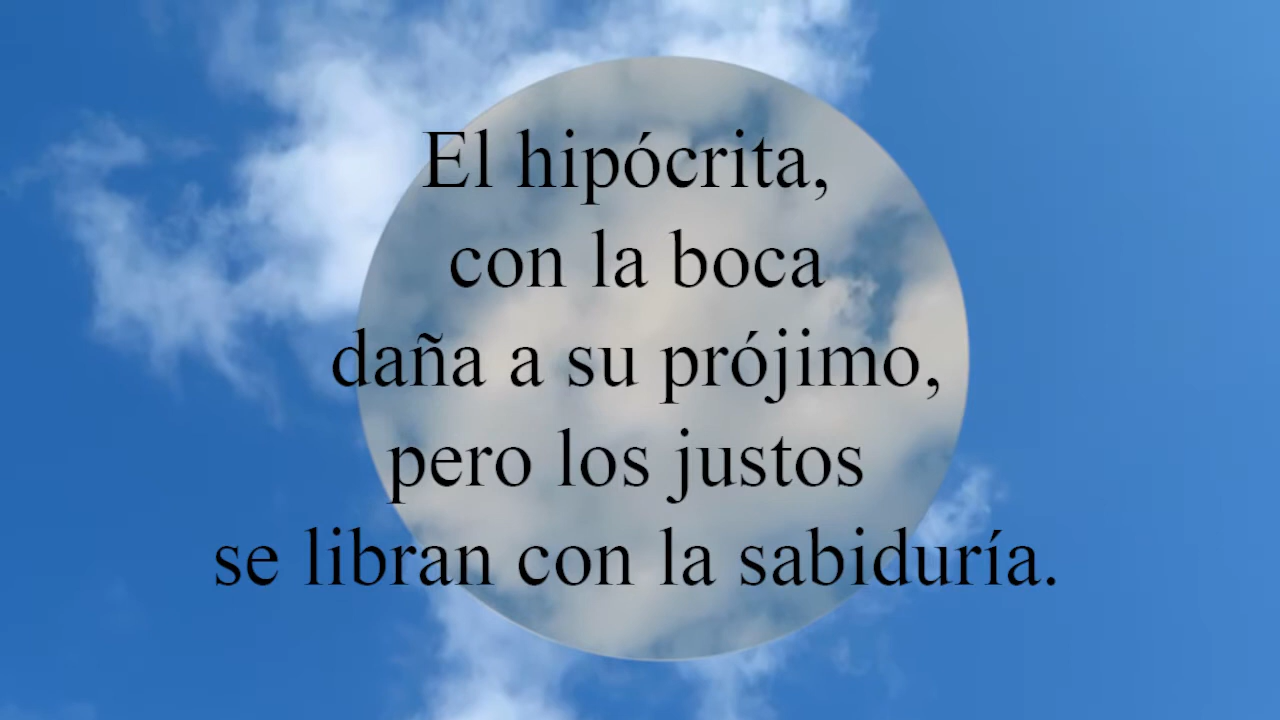 El hipócrita,
con la boca
daña a su prójimo,
pero los justos
se libran con la sabiduría.